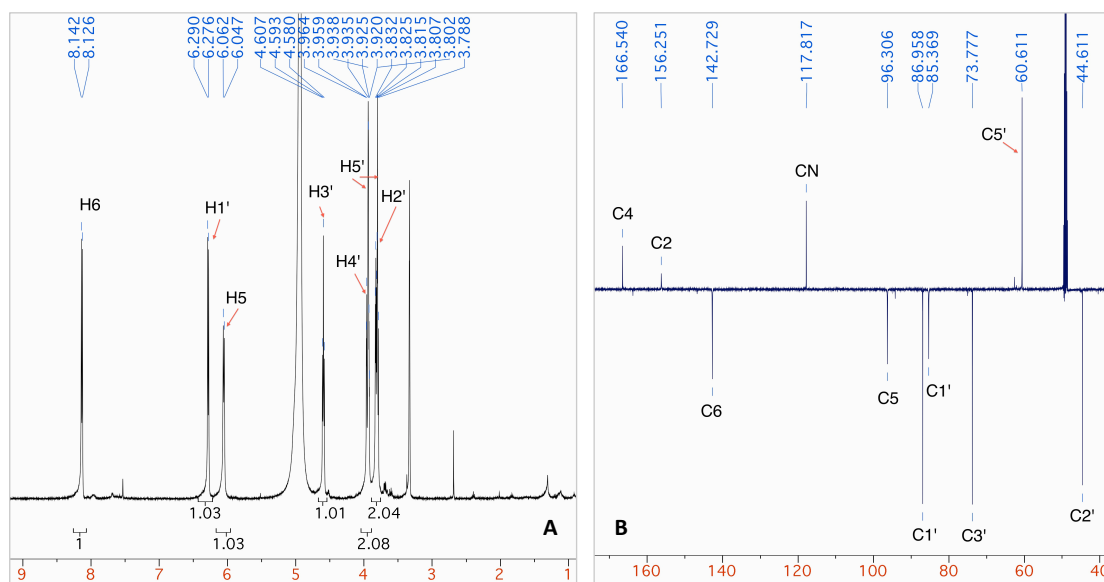 8.142
8.126
6.290
6.276
6.062
6.047
4.607
4.593
4.580
3.964
3.959
3.938
3.935
3.925
3.920
3.832
3.825
3.815
3.807
3.802
3.788
H6
H1'
H5
H3'
H4'
H5'
H2'
1
1.03
1.03
1.01
2.08
2.04
A
9 8 7 6 5 4 3 2 1
166.540
156.251
142.729
117.817
96.306
86.958
85.369
73.777
60.611
44.611
C4
C2
CN
C5'
C6
C5
C1'
C1'
C3'
C2'
B
160 140 120 100 80 60 40